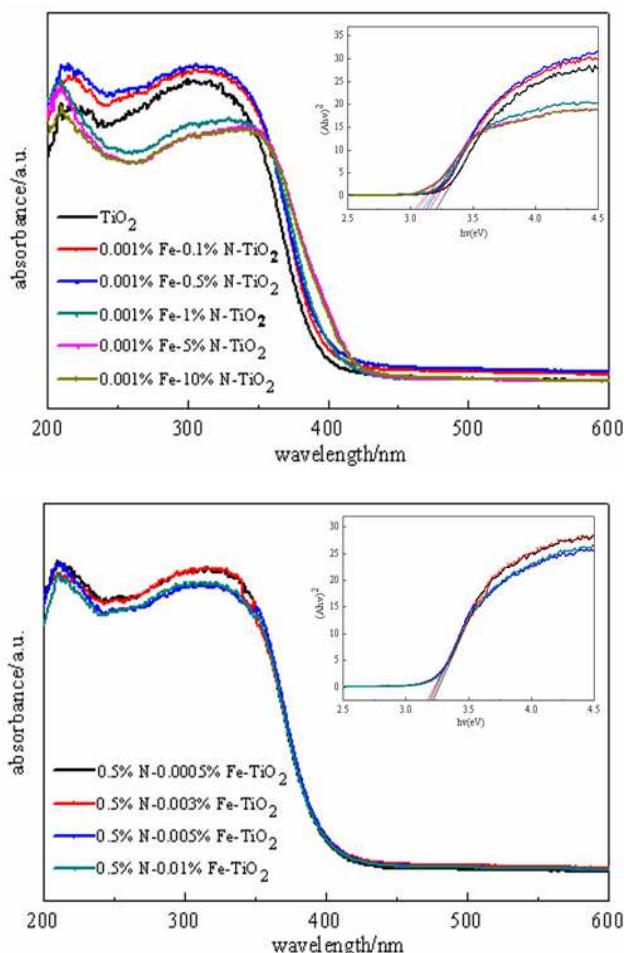 absorbance/a.u.
TiO2
0.001% Fe-0.1% N-TiO2
0.001% Fe-0.5% N-TiO2
0.001% Fe-1% N-TiO2
0.001% Fe-5% N-TiO2
0.001% Fe-10% N-TiO2
200 300 400 500 600
wavelength/nm
(Ahv)2
35
30
25
20
15
10
5
0
2.5 3.0 3.5 4.0 4.5
hv(eV)
absorbance/a.u.
0.5% N-0.0005% Fe-TiO2
0.5% N-0.003% Fe-TiO2
0.5% N-0.005% Fe-TiO2
0.5% N-0.01% Fe-TiO2
200 300 400 500 600
wavelength/nm
(Ahv)2
30
25
20
15
10
5
0
2.5 3.0 3.5 4.0 4.5
hv(eV)